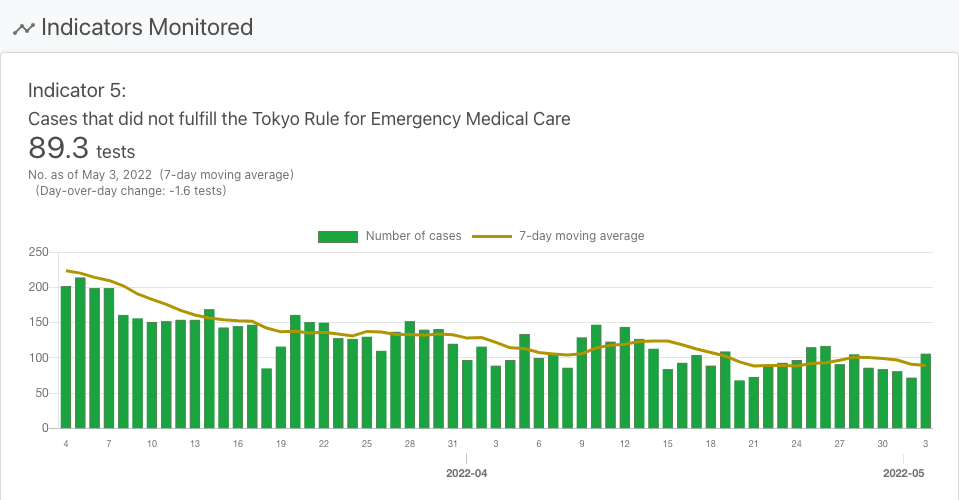 Indicators Monitored
Indicator 5:
Cases that did not fulfill the Tokyo Rule for Emergency Medical Care
89.3 tests
No. as of May 3, 2022 (7-day moving average)
(Day-over-day change: -1.6 tests)
Number of cases 7-day moving average
250
200
150
100
50
0
4 7 10 13 16 19 22 25 28 31 3 6 9 12 15 18 21 24 27 30 3
2022-04 2022-05